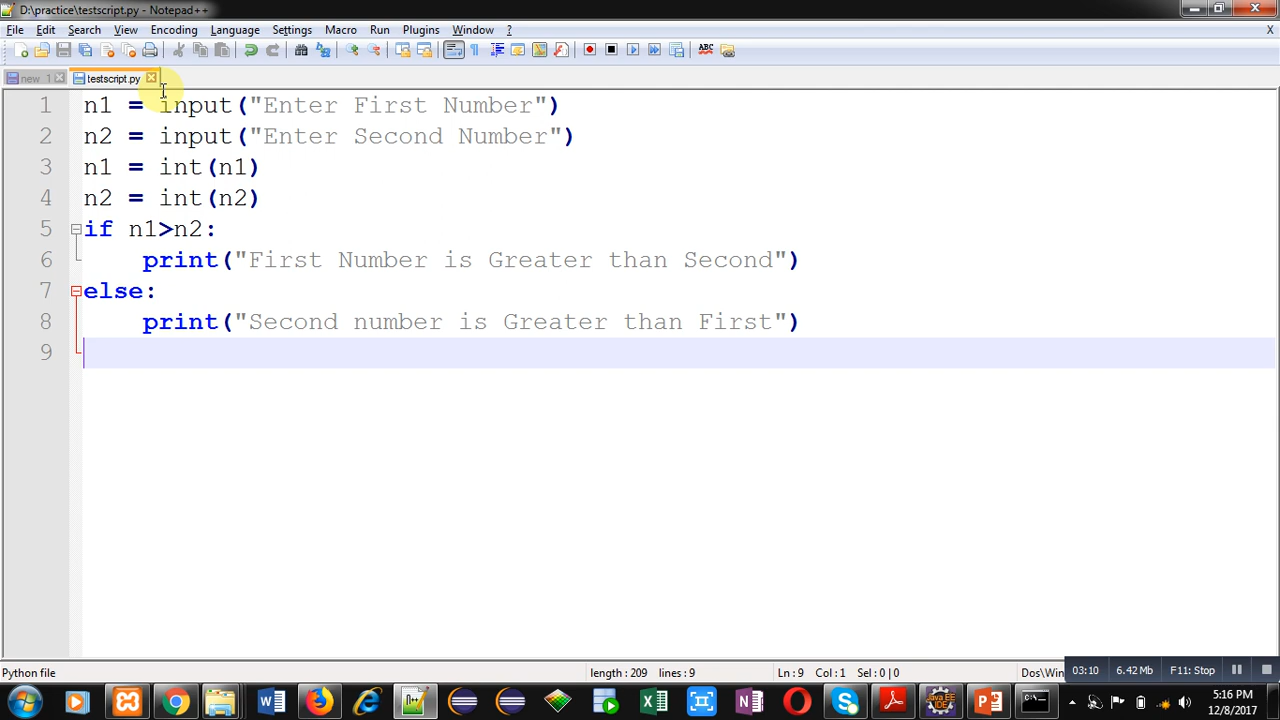 D:\practice\testscript.py - Notepad++
File Edit Search View Encoding Language Settings Macro Run Plugins Window ? X
ABC
new 1 testscript.py
1 n1 = input("Enter First Number")
2 n2 = input("Enter Second Number")
3 n1 = int(n1)
4 n2 = int(n2)
5 if n1>n2:
6 print("First Number is Greater than Second")
7 else:
8 print("Second number is Greater than First")
9
Python file length : 209 lines : 9 Ln : 9 Col : 1 Sel : 0 | 0 Dos\Win 03:10 6.42 Mb F11: Stop
5:16 PM
12/8/2017